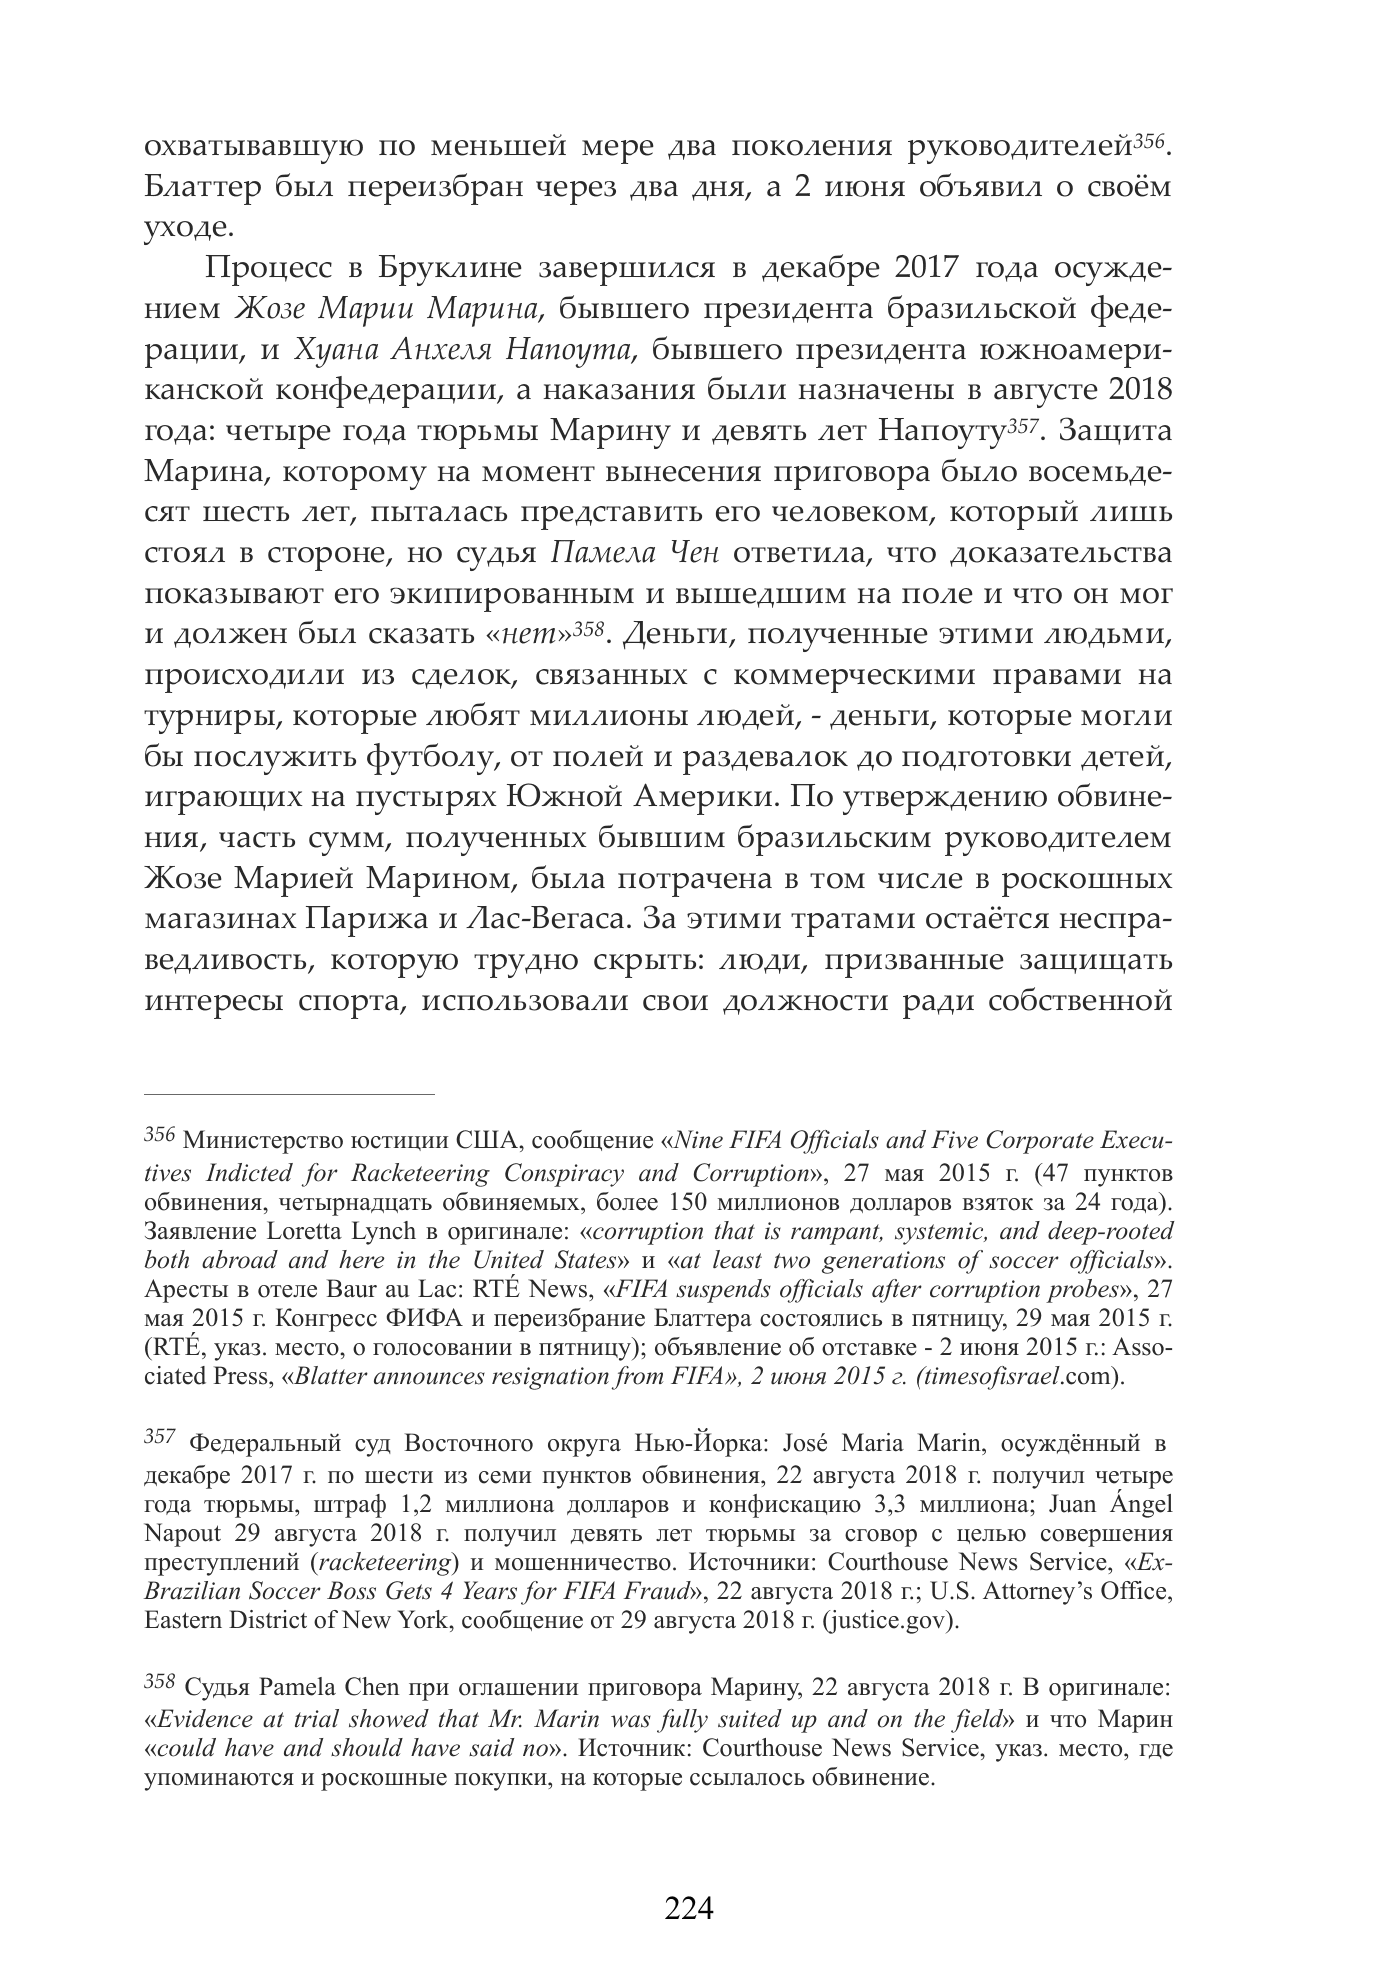 охватывавшую по меньшей мере два поколения руководителей356.
Блаттер был переизбран через два дня, а 2 июня объявил о своём
уходе.
Процесс в Бруклине завершился в декабре 2017 года осужде-
нием Жозе Марии Марина, бывшего президента бразильской феде-
рации, и Хуана Анхеля Напоута, бывшего президента южноамери-
канской конфедерации, а наказания были назначены в августе 2018
года: четыре года тюрьмы Марину и девять лет Напоуту357. Защита
Марина, которому на момент вынесения приговора было восемьде-
сят шесть лет, пыталась представить его человеком, который лишь
стоял в стороне, но судья Памела Чен ответила, что доказательства
показывают его экипированным и вышедшим на поле и что он мог
и должен был сказать «нет»358. Деньги, полученные этими людьми,
происходили из сделок, связанных с коммерческими правами на
турниры, которые любят миллионы людей, - деньги, которые могли
бы послужить футболу, от полей и раздевалок до подготовки детей,
играющих на пустырях Южной Америки. По утверждению обвине-
ния, часть сумм, полученных бывшим бразильским руководителем
Жозе Марией Марином, была потрачена в том числе в роскошных
магазинах Парижа и Лас-Вегаса. За этими тратами остаётся неспра-
ведливость, которую трудно скрыть: люди, призванные защищать
интересы спорта, использовали свои должности ради собственной
356 Министерство юстиции США, сообщение «Nine FIFA Officials and Five Corporate Execu-
tives Indicted for Racketeering Conspiracy and Corruption», 27 мая 2015 г. (47 пунктов
обвинения, четырнадцать обвиняемых, более 150 миллионов долларов взяток за 24 года).
Заявление Loretta Lynch в оригинале: «corruption that is rampant, systemic, and deep-rooted
both abroad and here in the United States» и «at least two generations of soccer officials».
Аресты в отеле Baur au Lac: RTÉ News, «FIFA suspends officials after corruption probes», 27
мая 2015 г. Конгресс ФИФА и переизбрание Блаттера состоялись в пятницу, 29 мая 2015 г.
(RTÉ, указ. место, о голосовании в пятницу); объявление об отставке - 2 июня 2015 г.: Asso-
ciated Press, «Blatter announces resignation from FIFA», 2 июня 2015 г. (timesofisrael.com).
357 Федеральный суд Восточного округа Нью-Йорка: José Maria Marin, осуждённый в
декабре 2017 г. по шести из семи пунктов обвинения, 22 августа 2018 г. получил четыре
года тюрьмы, штраф 1,2 миллиона долларов и конфискацию 3,3 миллиона; Juan Ángel
Napout 29 августа 2018 г. получил девять лет тюрьмы за сговор с целью совершения
преступлений (racketeering) и мошенничество. Источники: Courthouse News Service, «Ex-
Brazilian Soccer Boss Gets 4 Years for FIFA Fraud», 22 августа 2018 г.; U.S. Attorney’s Office,
Eastern District of New York, сообщение от 29 августа 2018 г. (justice.gov).
358 Судья Pamela Chen при оглашении приговора Марину, 22 августа 2018 г. В оригинале:
«Evidence at trial showed that Mr. Marin was fully suited up and on the field» и что Марин
«could have and should have said no». Источник: Courthouse News Service, указ. место, где
упоминаются и роскошные покупки, на которые ссылалось обвинение.
224